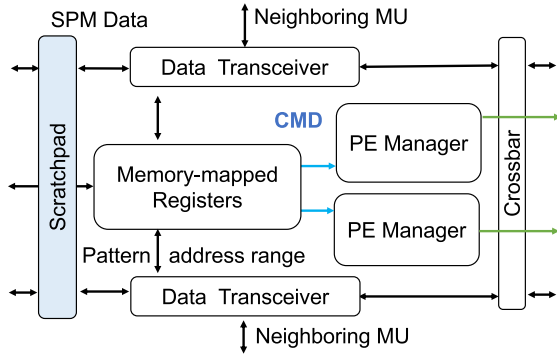 SPM Data
Neighboring MU
Data Transceiver
CMD
PE Manager
Scratchpad
Memory-mapped
Registers
Crossbar
PE Manager
Pattern address range
Data Transceiver
Neighboring MU